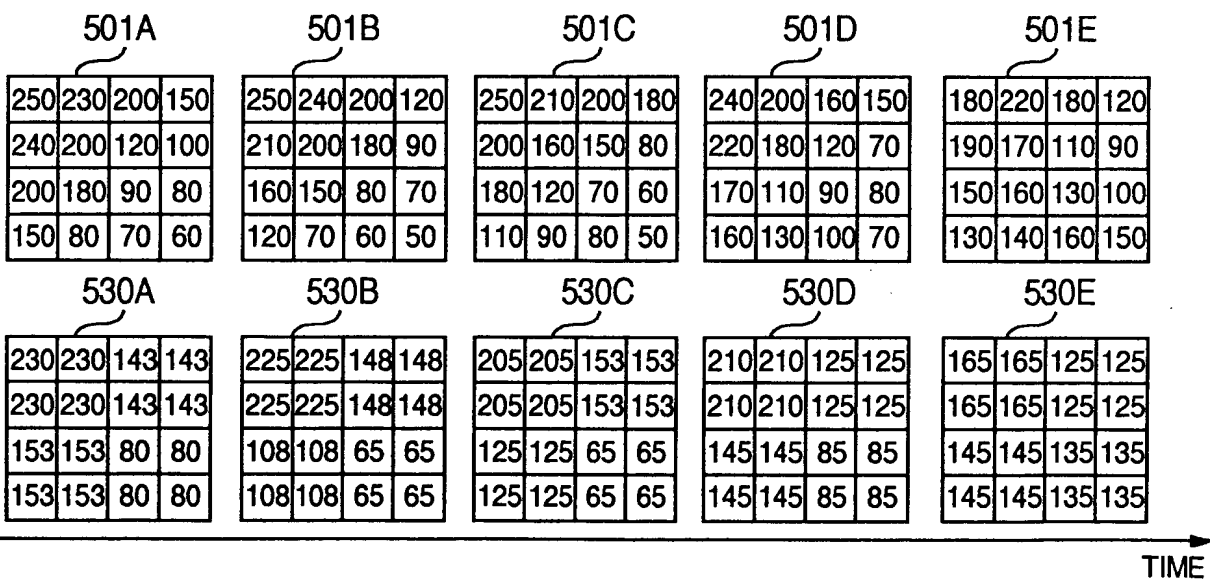 501A 501B 501C 501D 501E
250 230 200 150 250 240 200 120 250 210 200 180 240 200 160 150 180 220 180 120
240 200 120 100 210 200 180 90 200 160 150 80 220 180 120 70 190 170 110 90
200 180 90 80 160 150 80 70 180 120 70 60 170 110 90 80 150 160 130 100
150 80 70 60 120 70 60 50 110 90 80 50 160 130 100 70 130 140 160 150
530A 530B 530C 530D 530E
230 230 143 143 225 225 148 148 205 205 153 153 210 210 125 125 165 165 125 125
230 230 143 143 225 225 148 148 205 205 153 153 210 210 125 125 165 165 125 125
153 153 80 80 108 108 65 65 125 125 65 65 145 145 85 85 145 145 135 135
153 153 80 80 108 108 65 65 125 125 65 65 145 145 85 85 145 145 135 135
TIME